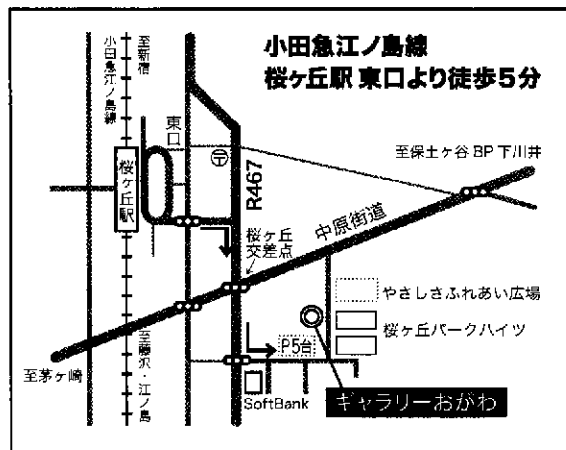 小田急江ノ島線
桜ヶ丘駅 東口より徒歩5分
小田急江ノ島線
至新宿
東口
〒
R467
至保土ヶ谷BP下川井
桜ヶ丘駅
中原街道
桜ヶ丘
交差点
やさしさふれあい広場
桜ヶ丘パークハイツ
P5台
至茅ヶ崎
至藤沢・江ノ島
SoftBank
ギャラリーおがわ